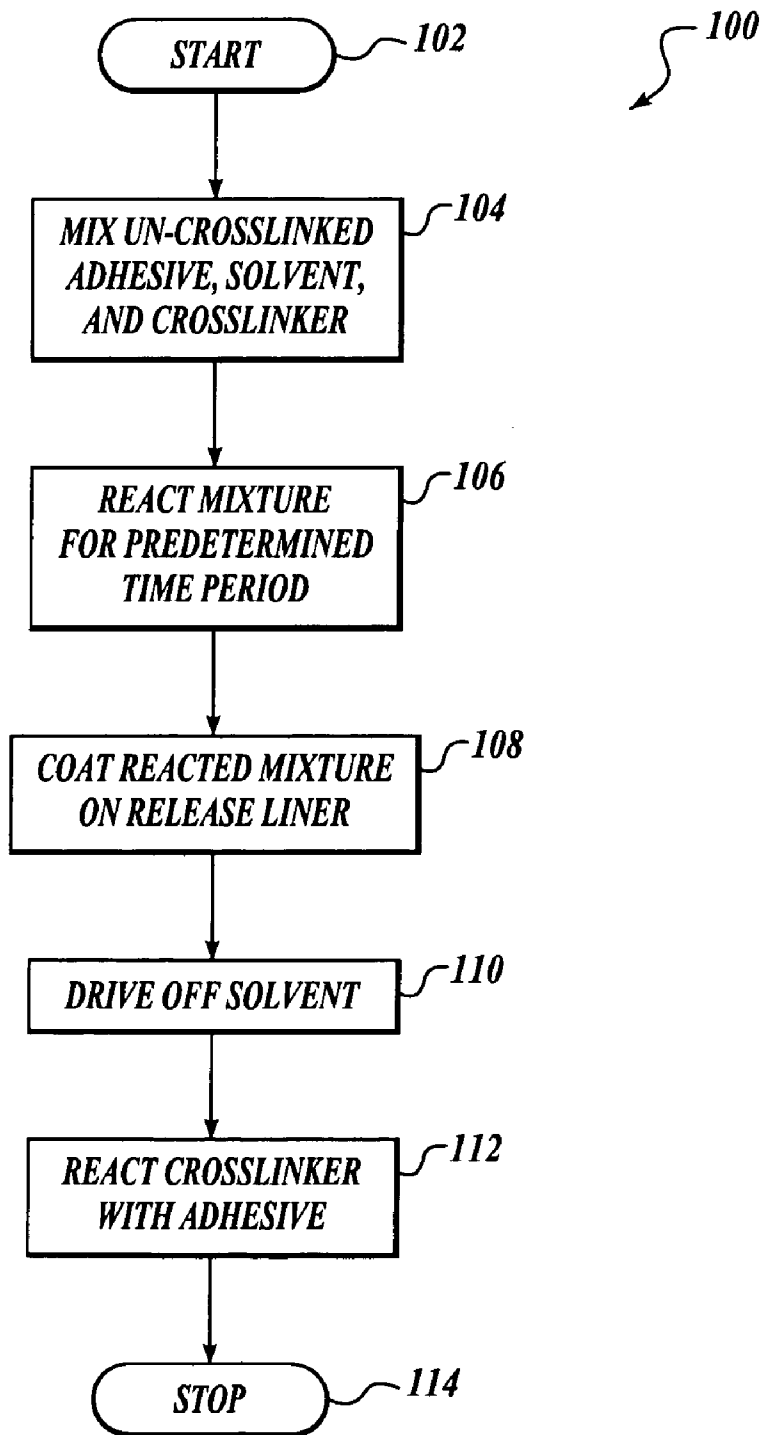 100
START
102
MIX UN-CROSSLINKED
ADHESIVE, SOLVENT,
AND CROSSLINKER
104
REACT MIXTURE
FOR PREDETERMINED
TIME PERIOD
106
COAT REACTED MIXTURE
ON RELEASE LINER
108
DRIVE OFF SOLVENT
110
REACT CROSSLINKER
WITH ADHESIVE
112
STOP
114